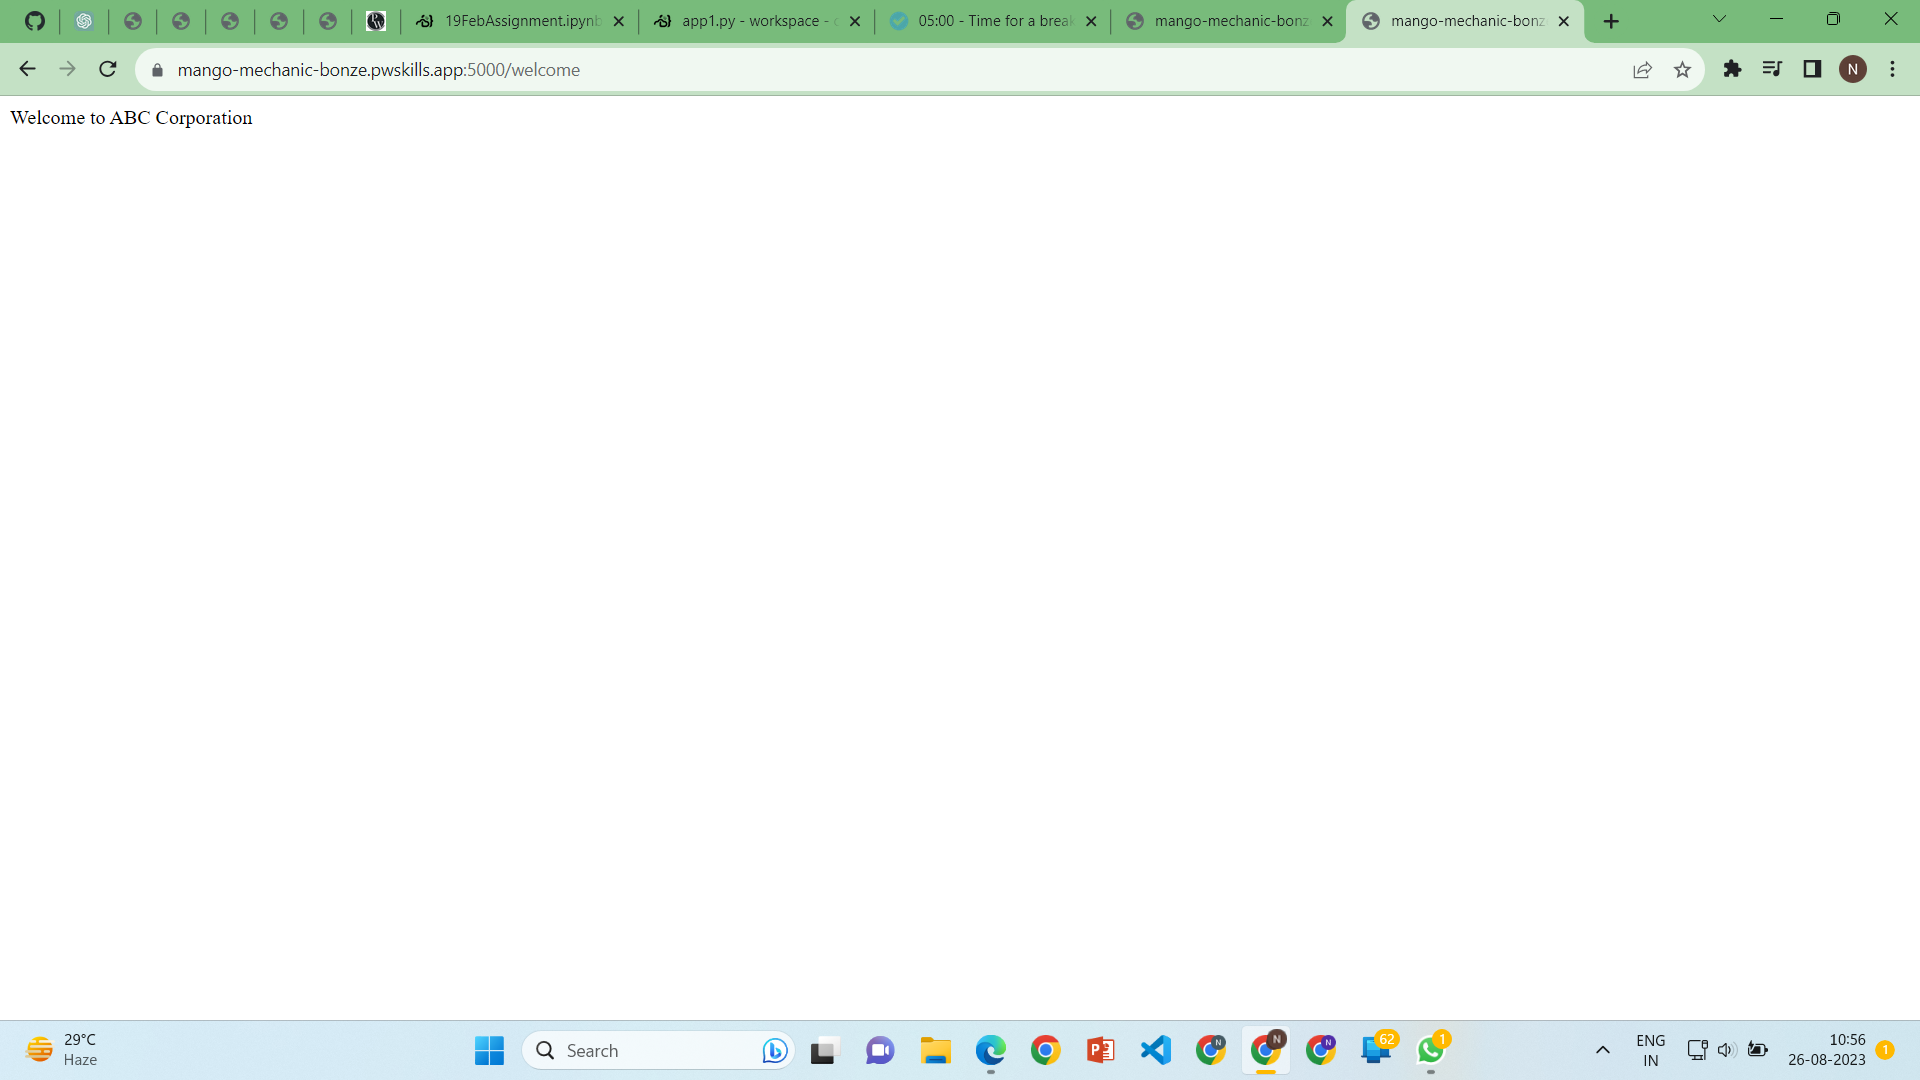 19FebAssignment.ipynb
app1.py - workspace -
05:00 - Time for a break
mango-mechanic-bonz
mango-mechanic-bonze
N
mango-mechanic-bonze.pwskills.app:5000/welcome
Welcome to ABC Corporation
29°C
Haze
Search
N
N
N
62
1
ENG
IN
10:56
26-08-2023
1